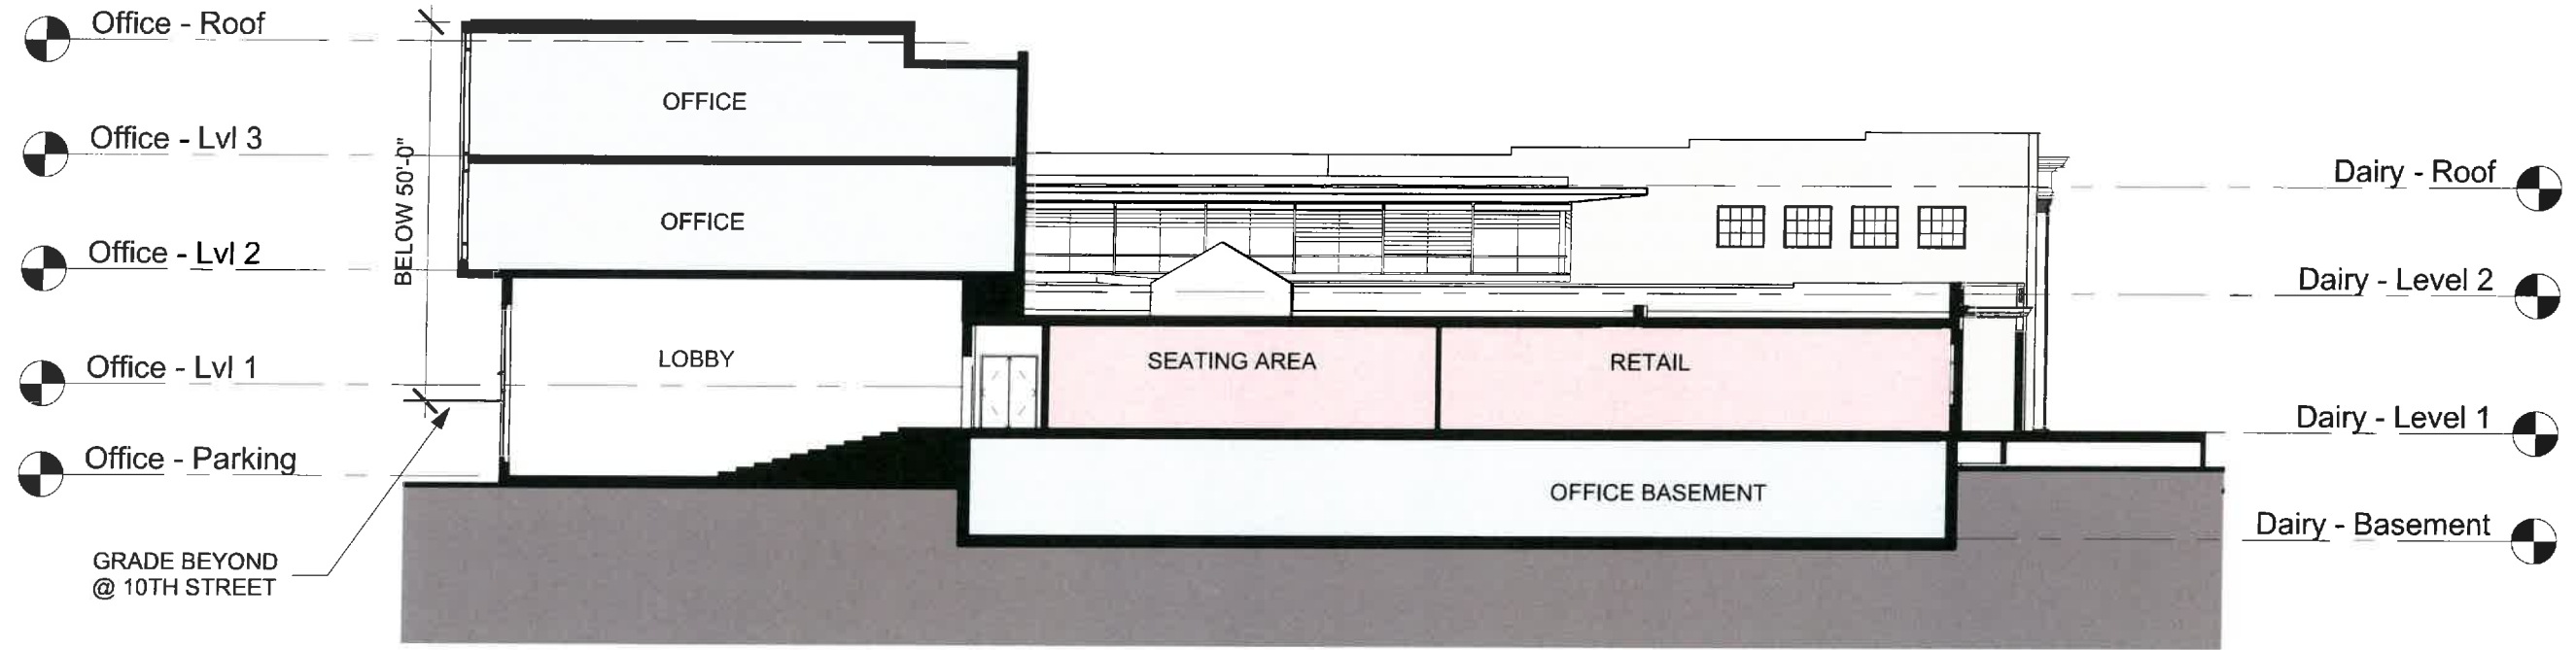 Office - Roof
Office - Lvl 3
Office - Lvl 2
Office - Lvl 1
Office - Parking
GRADE BEYOND
@ 10TH STREET
BELOW 50'-0"
OFFICE
OFFICE
LOBBY
SEATING AREA
RETAIL
OFFICE BASEMENT
Dairy - Roof
Dairy - Level 2
Dairy - Level 1
Dairy - Basement